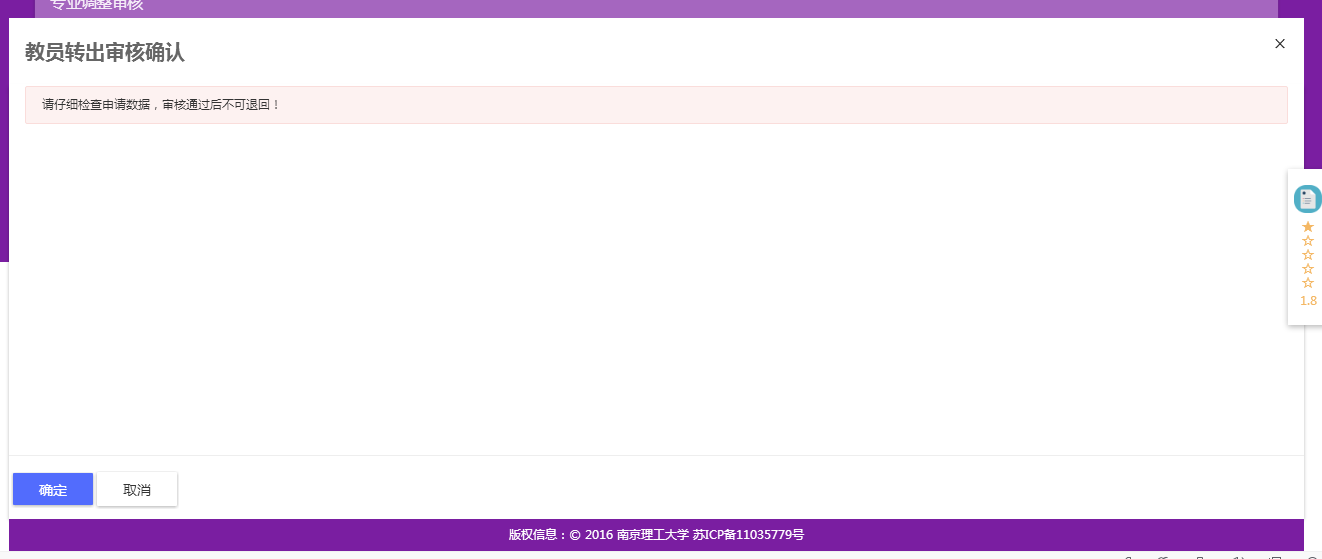 专业调整审核
教员转出审核确认
请仔细检查申请数据，审核通过后不可退回！
1.8
确定
取消
版权信息：© 2016 南京理工大学 苏ICP备11035779号